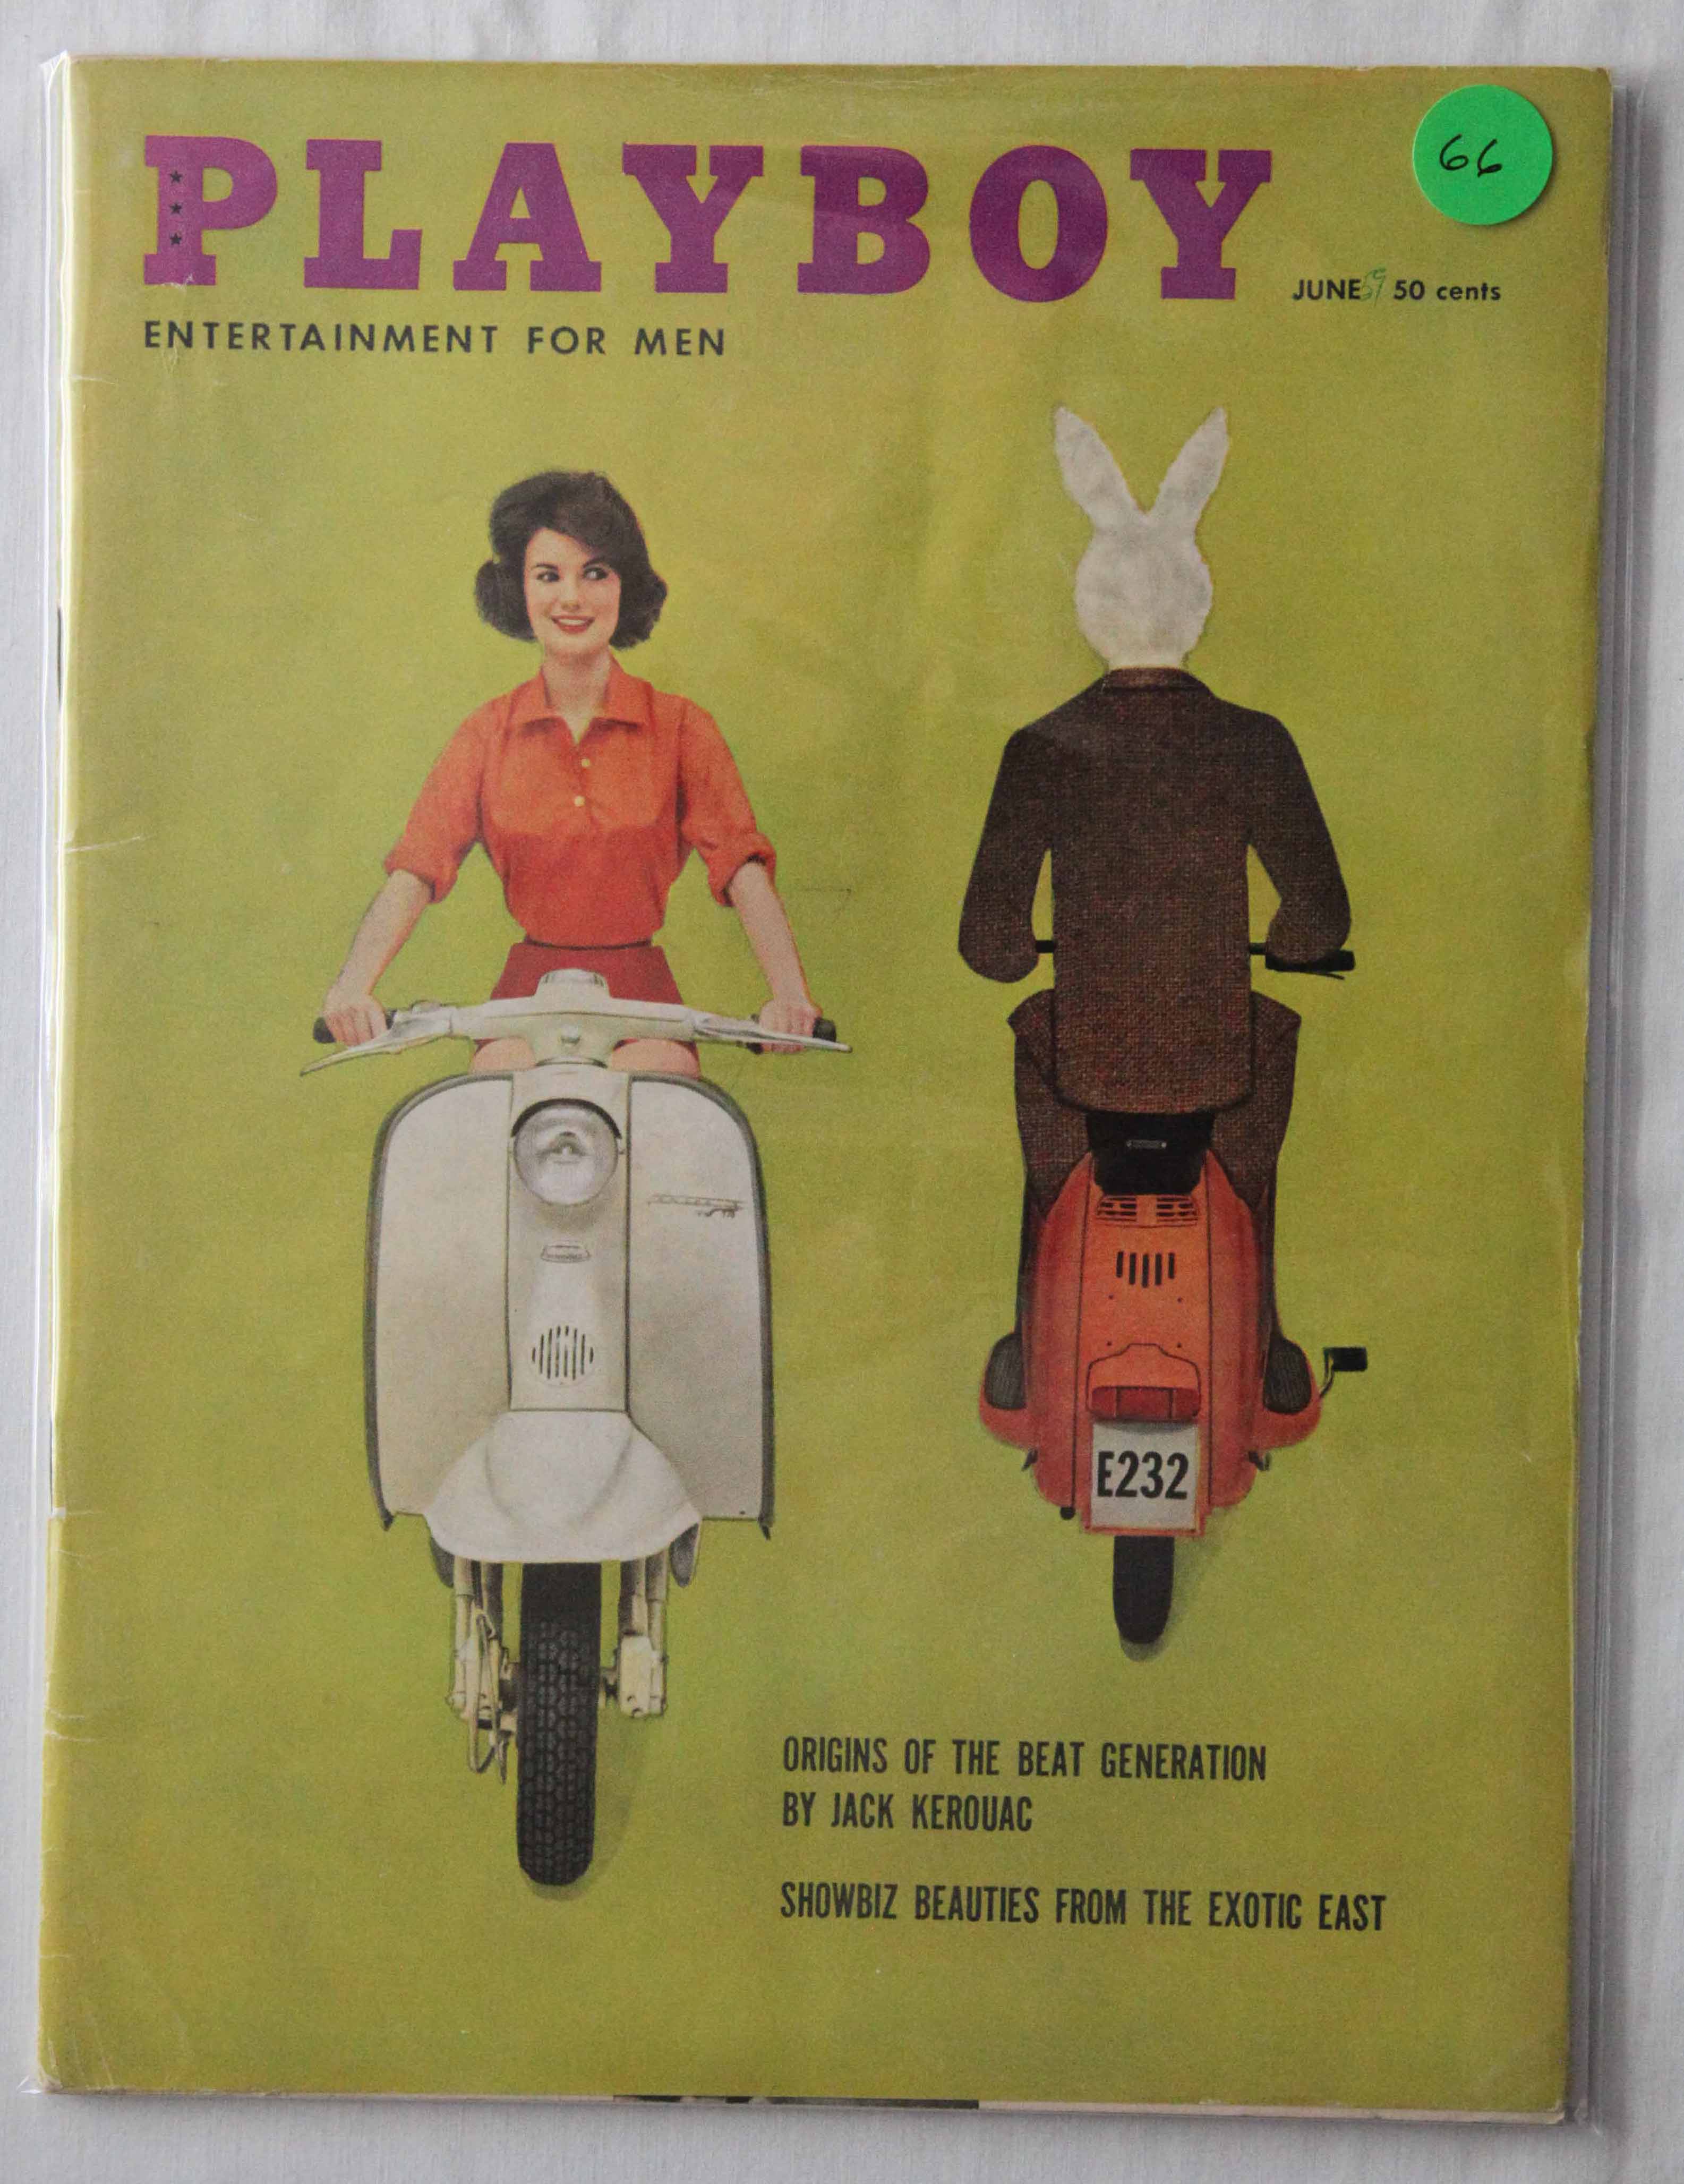 PLAYBOY
66
JUNE 59 50 cents
ENTERTAINMENT FOR MEN
E232
ORIGINS OF THE BEAT GENERATION
BY JACK KEROUAC
SHOWBIZ BEAUTIES FROM THE EXOTIC EAST